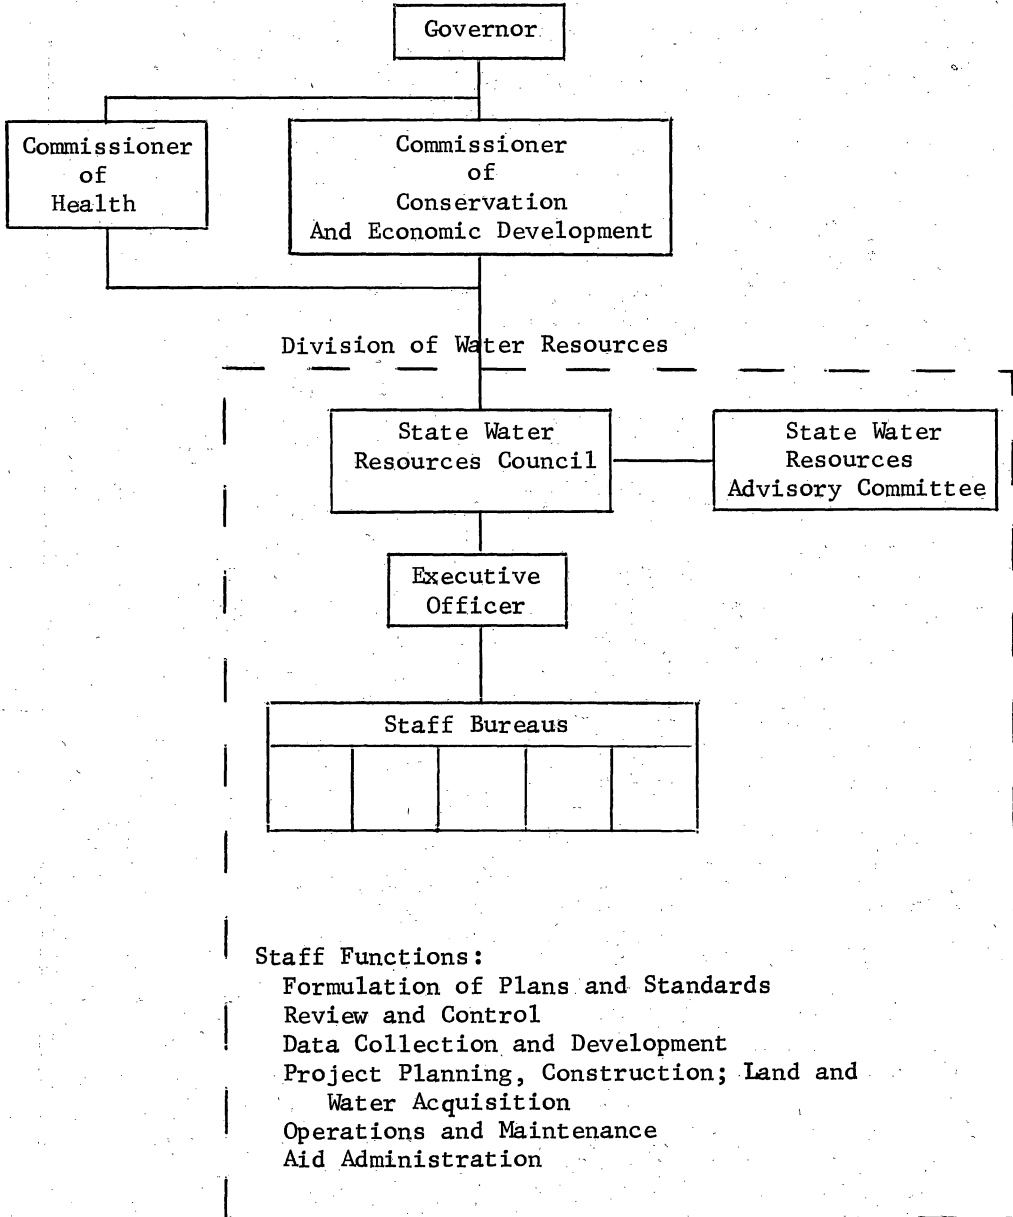 Governor
Commissioner
of
Health
Commissioner
of
Conservation
And Economic Development
Division of Water Resources
State Water
Resources Council
State Water
Resources
Advisory Committee
Executive
Officer
Staff Bureaus
Staff Functions:
Formulation of Plans and Standards
Review and Control
Data Collection and Development
Project Planning, Construction; Land and
Water Acquisition
Operations and Maintenance
Aid Administration